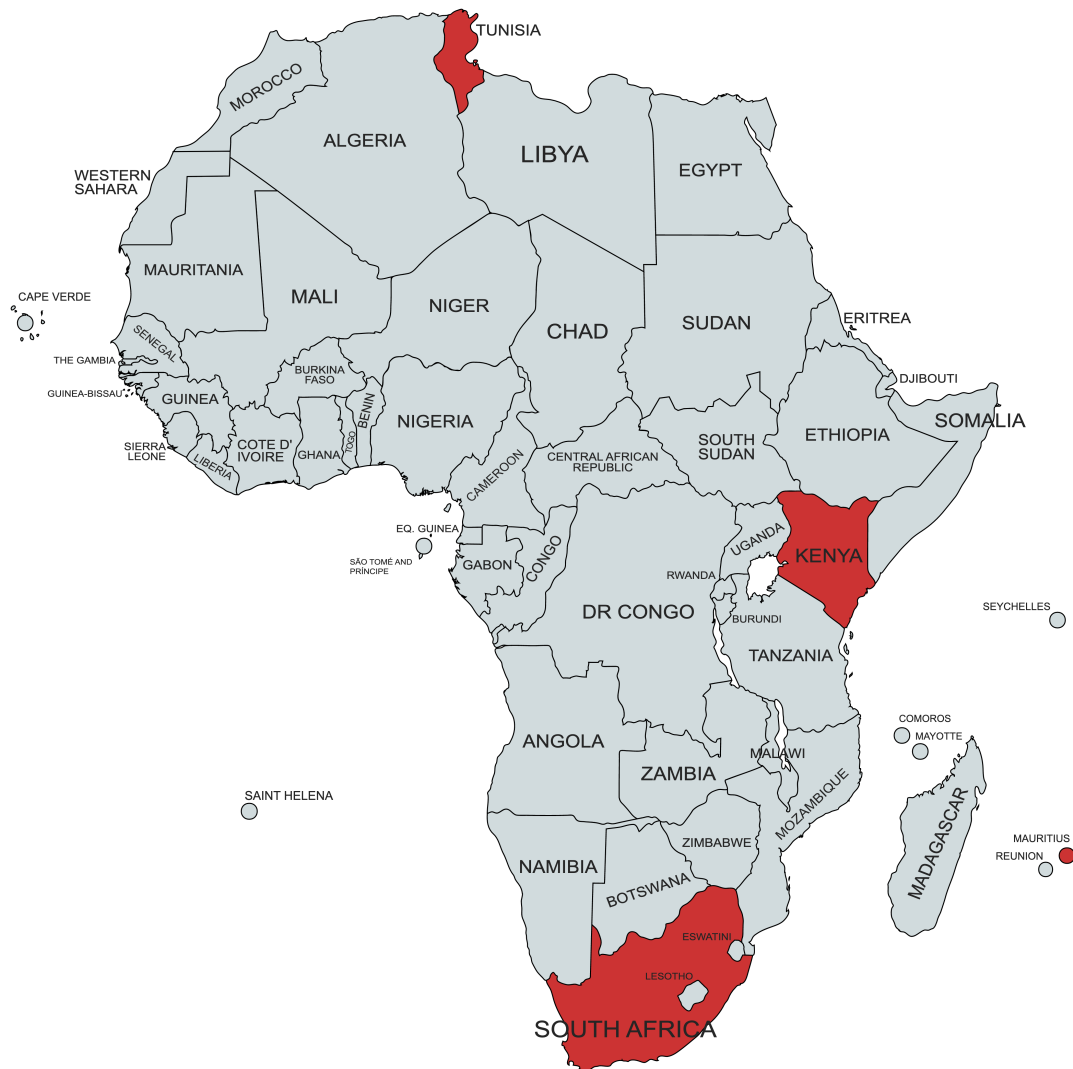 TUNISIA
MOROCCO
ALGERIA
LIBYA
EGYPT
WESTERN
SAHARA
MAURITANIA
MALI
NIGER
CHAD
SUDAN
ERITREA
CAPE VERDE
SENEGAL
THE GAMBIA
GUINEA-BISSAU
GUINEA
SIERRA
LEONE
LIBERIA
COTE D'
IVOIRE
BURKINA
FASO
GHANA
TOGO
BENIN
NIGERIA
CAMEROON
CENTRAL AFRICAN
REPUBLIC
SOUTH
SUDAN
ETHIOPIA
DJIBOUTI
SOMALIA
EQ. GUINEA
SÃO TOMÉ AND
PRÍNCIPE
GABON
CONGO
DR CONGO
UGANDA
KENYA
RWANDA
BURUNDI
TANZANIA
SEYCHELLES
COMOROS
MAYOTTE
ANGOLA
ZAMBIA
MALAWI
MOZAMBIQUE
SAINT HELENA
MADAGASCAR
MAURITIUS
REUNION
ZIMBABWE
NAMIBIA
BOTSWANA
ESWATINI
LESOTHO
SOUTH AFRICA